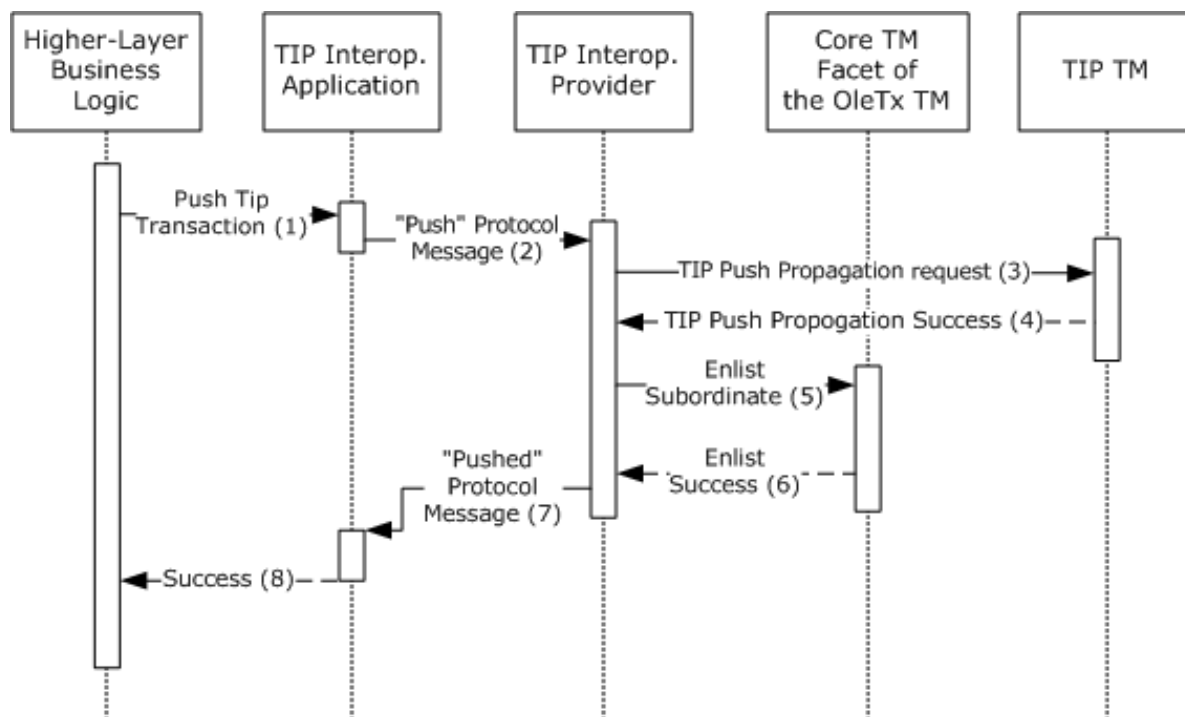 Higher-Layer
Business
Logic
TIP Interop.
Application
TIP Interop.
Provider
Core TM
Facet of
the OleTx TM
TIP TM
Push Tip
Transaction (1)
"Push" Protocol
Message (2)
TIP Push Propagation request (3)
TIP Push Propogation Success (4)
Enlist
Subordinate (5)
Enlist
Success (6)
"Pushed"
Protocol
Message (7)
Success (8)